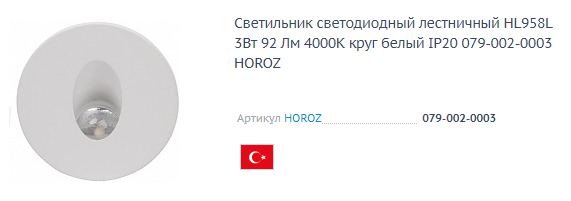 Светильник светодиодный лестничный HL958L
3Вт 92 Лм 4000K круг белый IP20 079-002-0003
HOROZ
Артикул HOROZ 079-002-0003